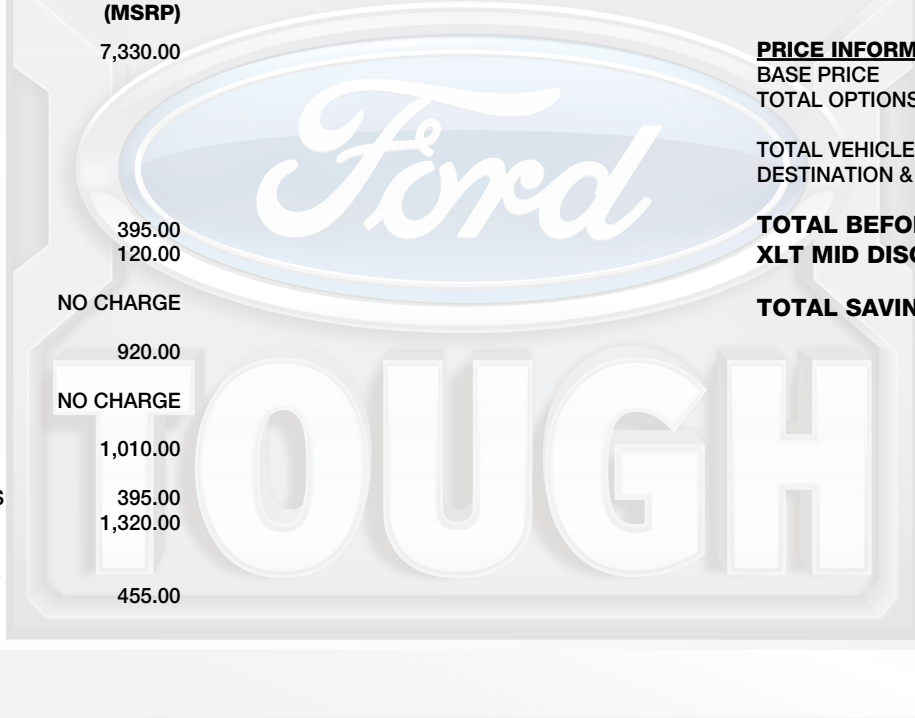 (MSRP)
7,330.00
395.00
120.00
NO CHARGE
920.00
NO CHARGE
1,010.00
S 395.00
1,320.00
455.00
PRICE INFORM
BASE PRICE
TOTAL OPTIONS
TOTAL VEHICLE
DESTINATION &
TOTAL BEFO
XLT MID DISC
TOTAL SAVIN
Ford
TOUGH